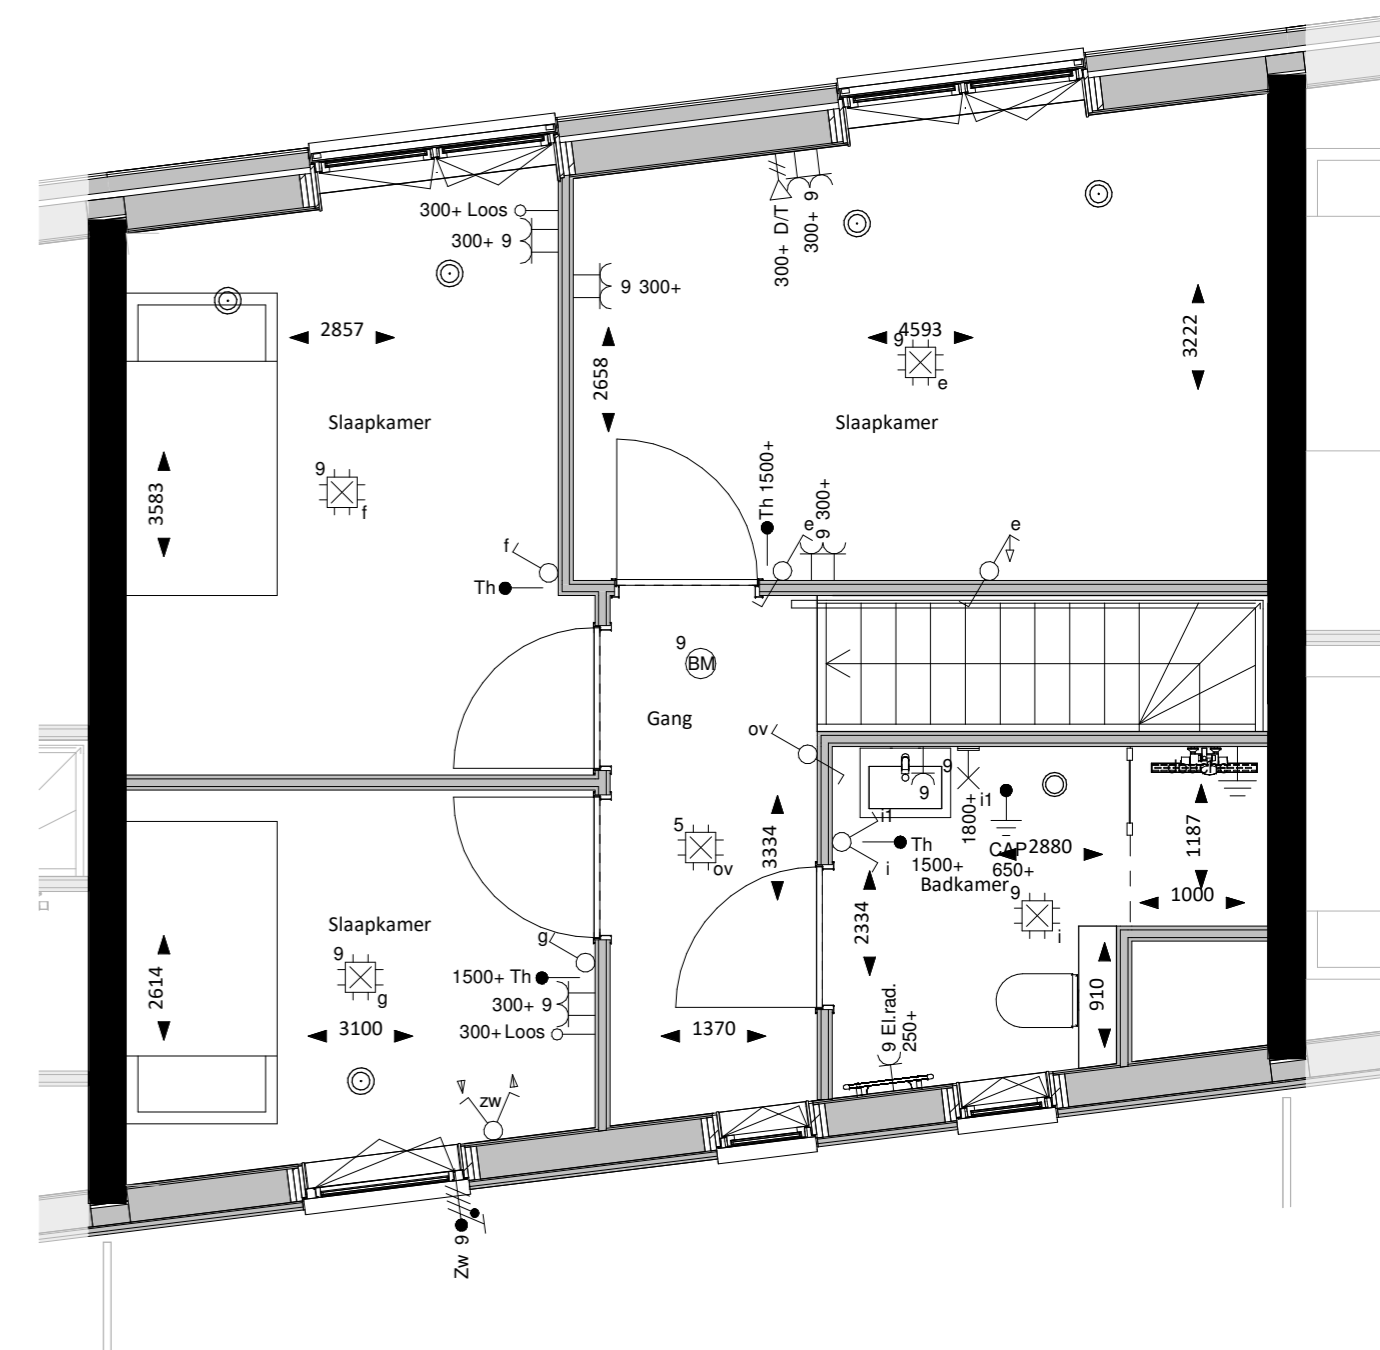 300+ Loos
300+ 9
9 300+
300+ D/T
300+ 9
2857
2658
4593
9
e
3222
Slaapkamer
Slaapkamer
9
f
3583
Th 1500+
9 300+
e
e
f
Th
9
BM
Gang
ov
9
9
1800+
i1
i1
5
ov
3334
Th
1500+
i
CAP
650+
2880
1187
Badkamer
9
i
1000
2334
Slaapkamer
9
g
g
1500+ Th
300+ 9
300+ Loos
2614
3100
1370
9 El.rad.
250+
910
zw
Zw 9